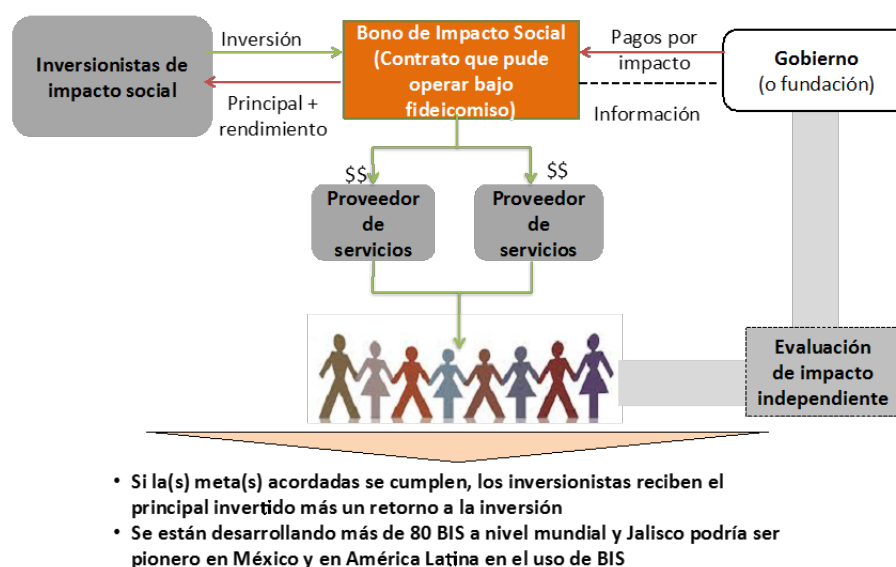 Inversionistas de
impacto social
Inversión
Principal +
rendimiento
Bono de Impacto Social
(Contrato que pude
operar bajo
fideicomiso)
Pagos por
impacto
Información
Gobierno
(o fundación)
$$
Proveedor
de
servicios
$$
Proveedor
de
servicios
Evaluación
de impacto
independiente
• Si la(s) meta(s) acordadas se cumplen, los inversionistas reciben el
principal invertido más un retorno a la inversión
• Se están desarrollando más de 80 BIS a nivel mundial y Jalisco podría ser
pionero en México y en América Latina en el uso de BIS